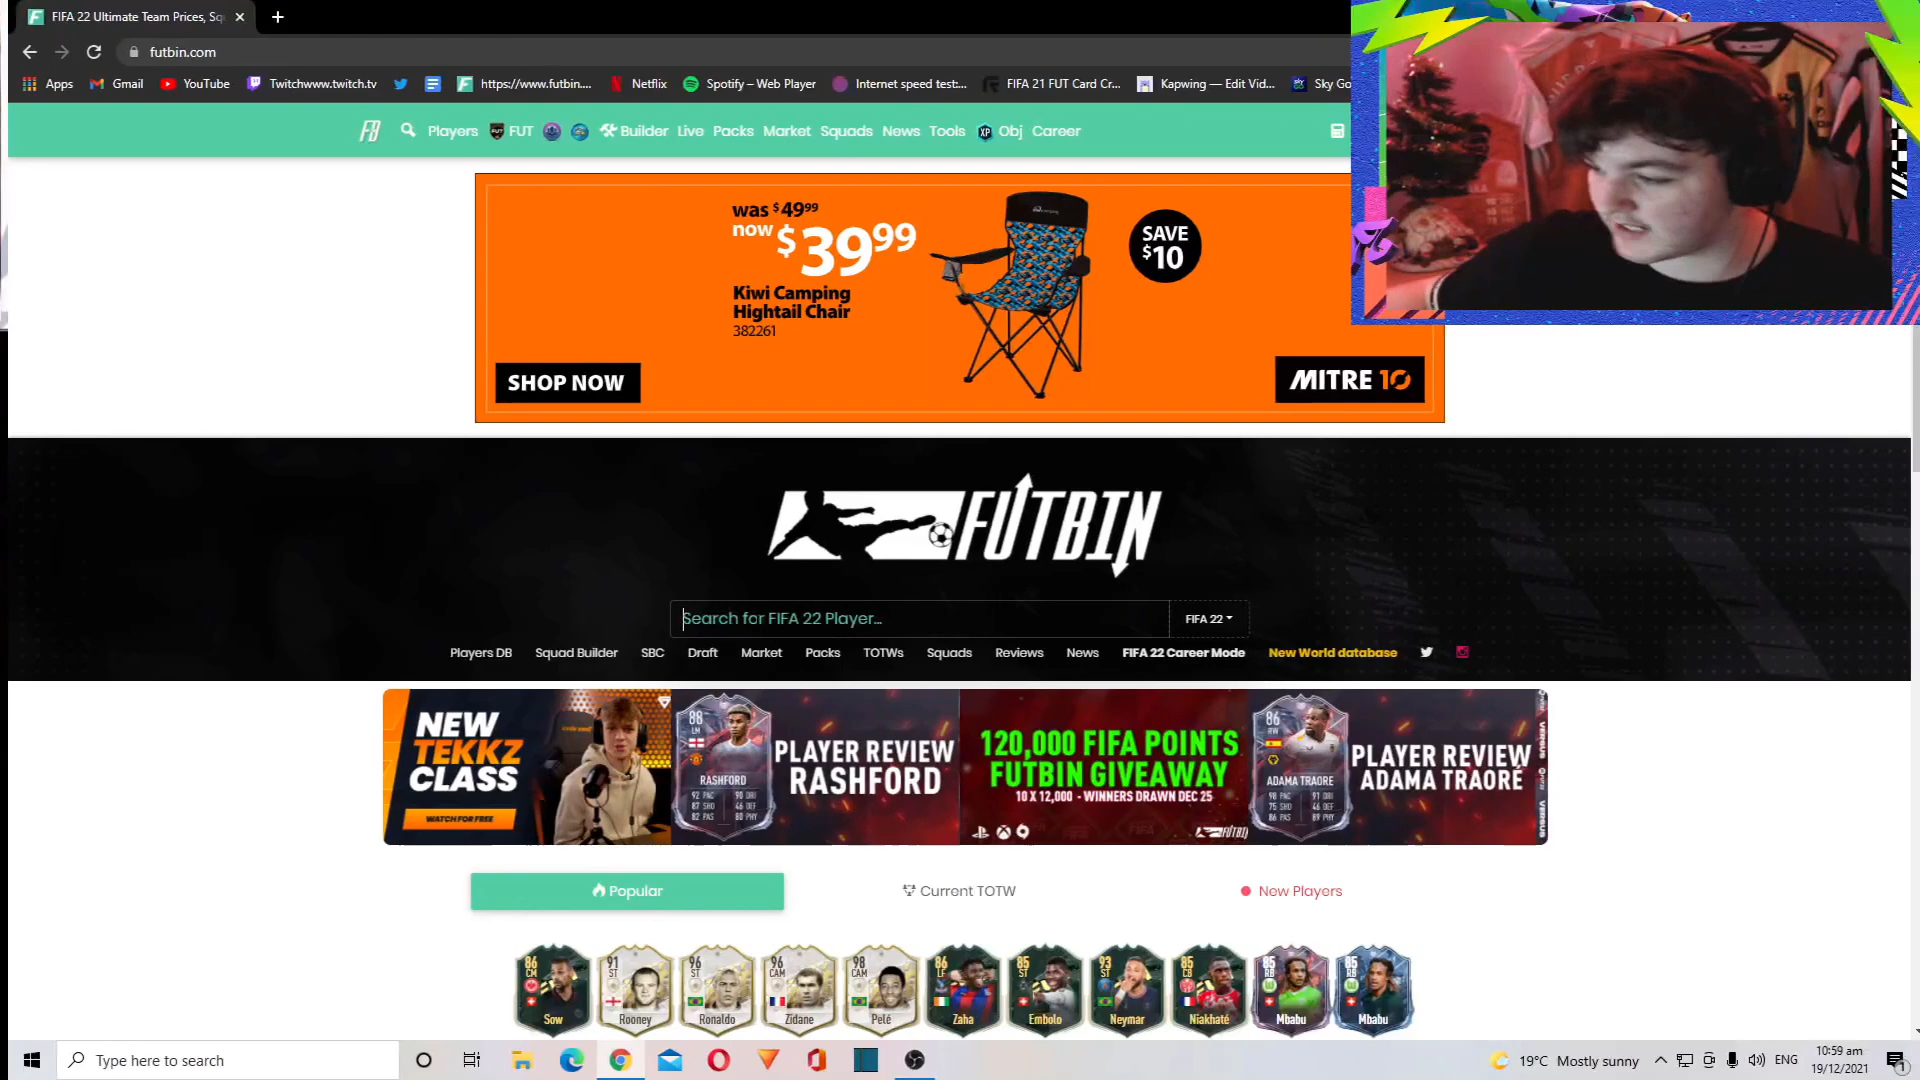 FIFA 22 Ultimate Team Prices, Sq
futbin.com
Apps Gmail YouTube Twitchwww.twitch.tv https://www.futbin.... Netflix Spotify – Web Player Internet speed test:... FIFA 21 FUT Card Cr... Kapwing — Edit Vid... Sky Go
FB Players FUT Builder Live Packs Market Squads News Tools XP Obj Career
was $49⁹⁹
now $39⁹⁹
SAVE
$10
Kiwi Camping
Hightail Chair
382261
SHOP NOW
MITRE 10
FUTBIN
Search for FIFA 22 Player...
FIFA 22
Players DB Squad Builder SBC Draft Market Packs TOTWs Squads Reviews News FIFA 22 Career Mode New World database
NEW
TEKKZ
CLASS
WATCH FOR FREE
88
LM
RASHFORD
92 PAC 90 DRI
87 SHO 46 DEF
82 PAS 80 PHY
PLAYER REVIEW
RASHFORD
120,000 FIFA POINTS
FUTBIN GIVEAWAY
10 X 12,000 - WINNERS DRAWN DEC 25
FUTBIN
86
RW
ADAMA TRAORE
98 PAC 91 DRI
75 SHO 46 DEF
86 PAS 89 PHY
PLAYER REVIEW
ADAMA TRAORÉ
Popular
Current TOTW
New Players
86 CM Sow
91 ST Rooney
96 ST Ronaldo
96 CAM Zidane
98 CAM Pelé
86 LF Zaha
85 ST Embolo
93 ST Neymar
85 CB Niakhaté
85 RB Mbabu
85 RB Mbabu
Type here to search
19°C Mostly sunny
ENG
10:59 am
19/12/2021
1